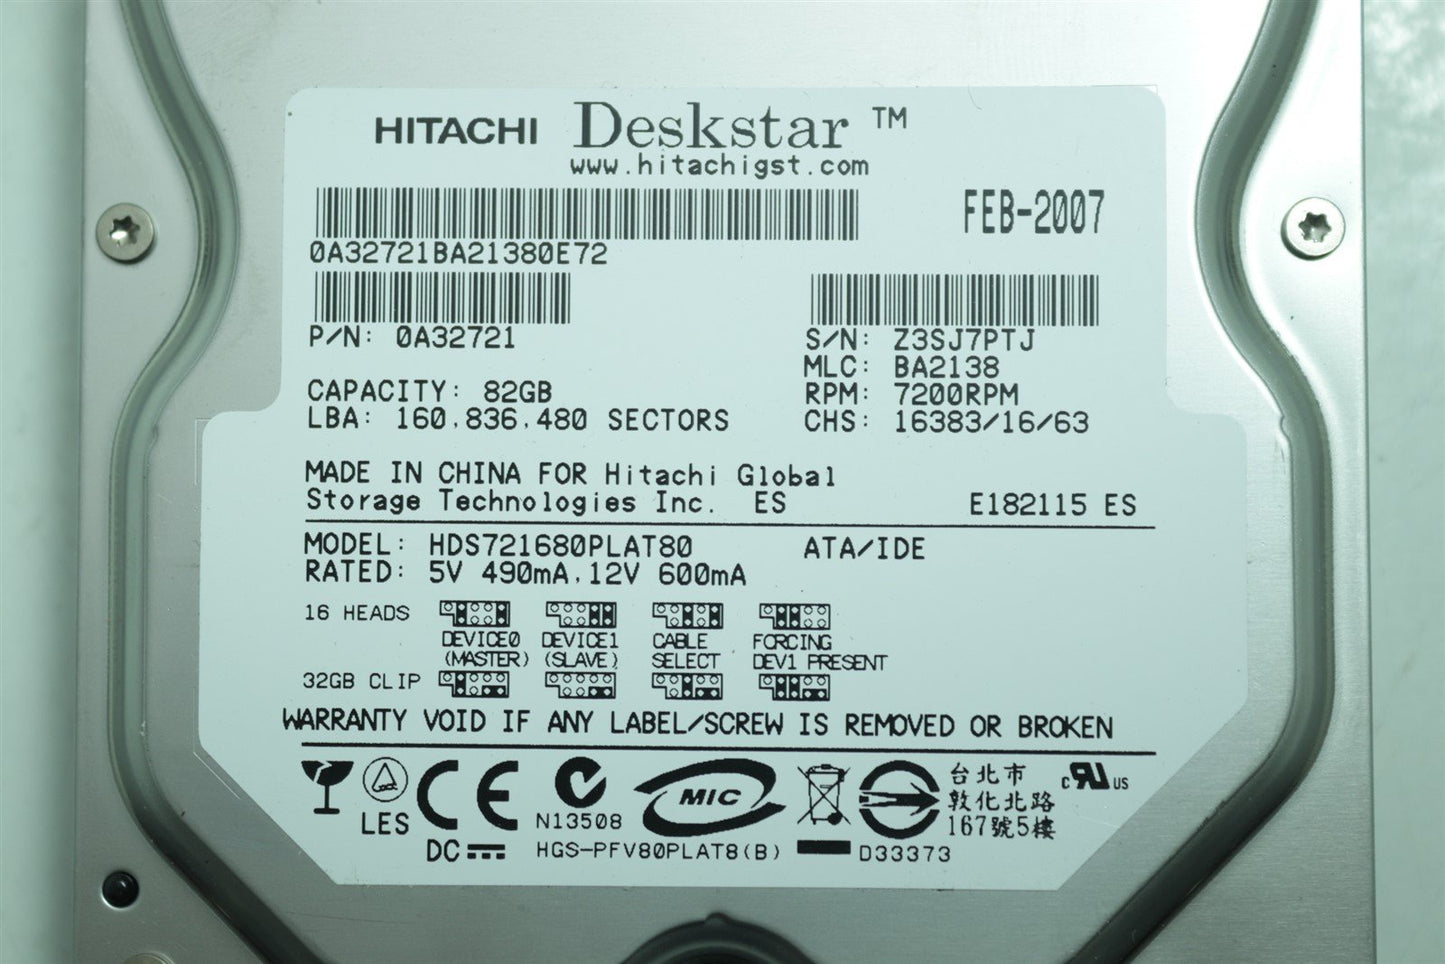 HITACHI Deskstar ™
www.hitachigst.com
FEB-2007
0A32721BA21380E72
P/N: 0A32721
S/N: Z3SJ7PTJ
MLC: BA2138
CAPACITY: 82GB
RPM: 7200RPM
LBA: 160,836,480 SECTORS
CHS: 16383/16/63
MADE IN CHINA FOR Hitachi Global
Storage Technologies Inc. ES
E182115 ES
MODEL: HDS721680PLAT80
ATA/IDE
RATED: 5V 490mA, 12V 600mA
16 HEADS
DEVICE0 DEVICE1 CABLE FORCING
(MASTER) (SLAVE) SELECT DEV1 PRESENT
32GB CLIP
WARRANTY VOID IF ANY LABEL/SCREW IS REMOVED OR BROKEN
LES
CE
N13508
MIC
台北市
敦化北路
167號5樓
c RU US
DC
HGS-PFV80PLAT8(B)
D33373